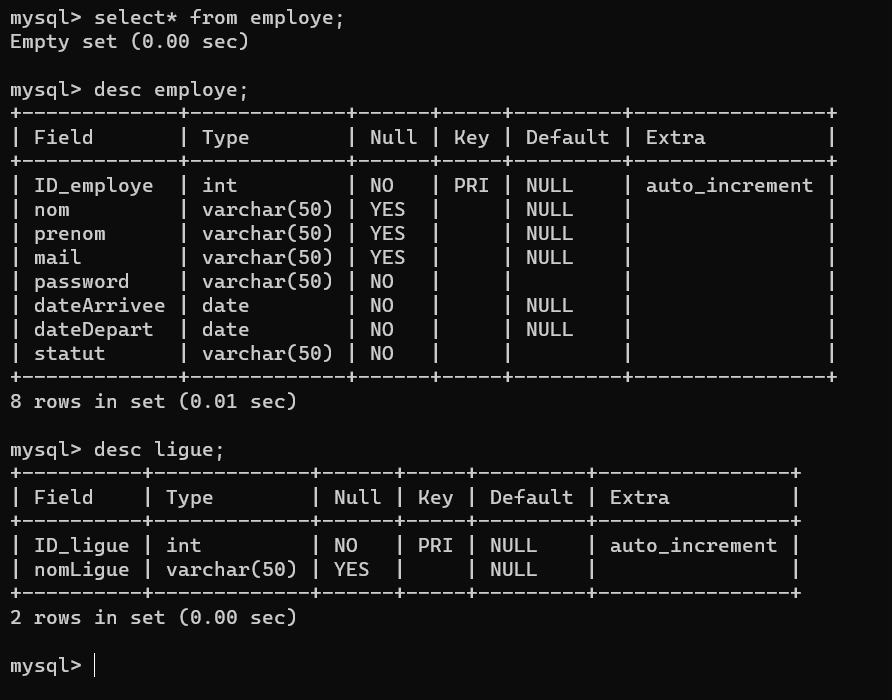 mysql> select* from employe;
Empty set (0.00 sec)

mysql> desc employe;
+-------------+-------------+------+-----+---------+----------------+
| Field       | Type        | Null | Key | Default | Extra          |
+-------------+-------------+------+-----+---------+----------------+
| ID_employe  | int         | NO   | PRI | NULL    | auto_increment |
| nom         | varchar(50) | YES  |     | NULL    |                |
| prenom      | varchar(50) | YES  |     | NULL    |                |
| mail        | varchar(50) | YES  |     | NULL    |                |
| password    | varchar(50) | NO   |     |         |                |
| dateArrivee | date        | NO   |     | NULL    |                |
| dateDepart  | date        | NO   |     | NULL    |                |
| statut      | varchar(50) | NO   |     |         |                |
+-------------+-------------+------+-----+---------+----------------+
8 rows in set (0.01 sec)

mysql> desc ligue;
+----------+-------------+------+-----+---------+----------------+
| Field    | Type        | Null | Key | Default | Extra          |
+----------+-------------+------+-----+---------+----------------+
| ID_ligue | int         | NO   | PRI | NULL    | auto_increment |
| nomLigue | varchar(50) | YES  |     | NULL    |                |
+----------+-------------+------+-----+---------+----------------+
2 rows in set (0.00 sec)

mysql>